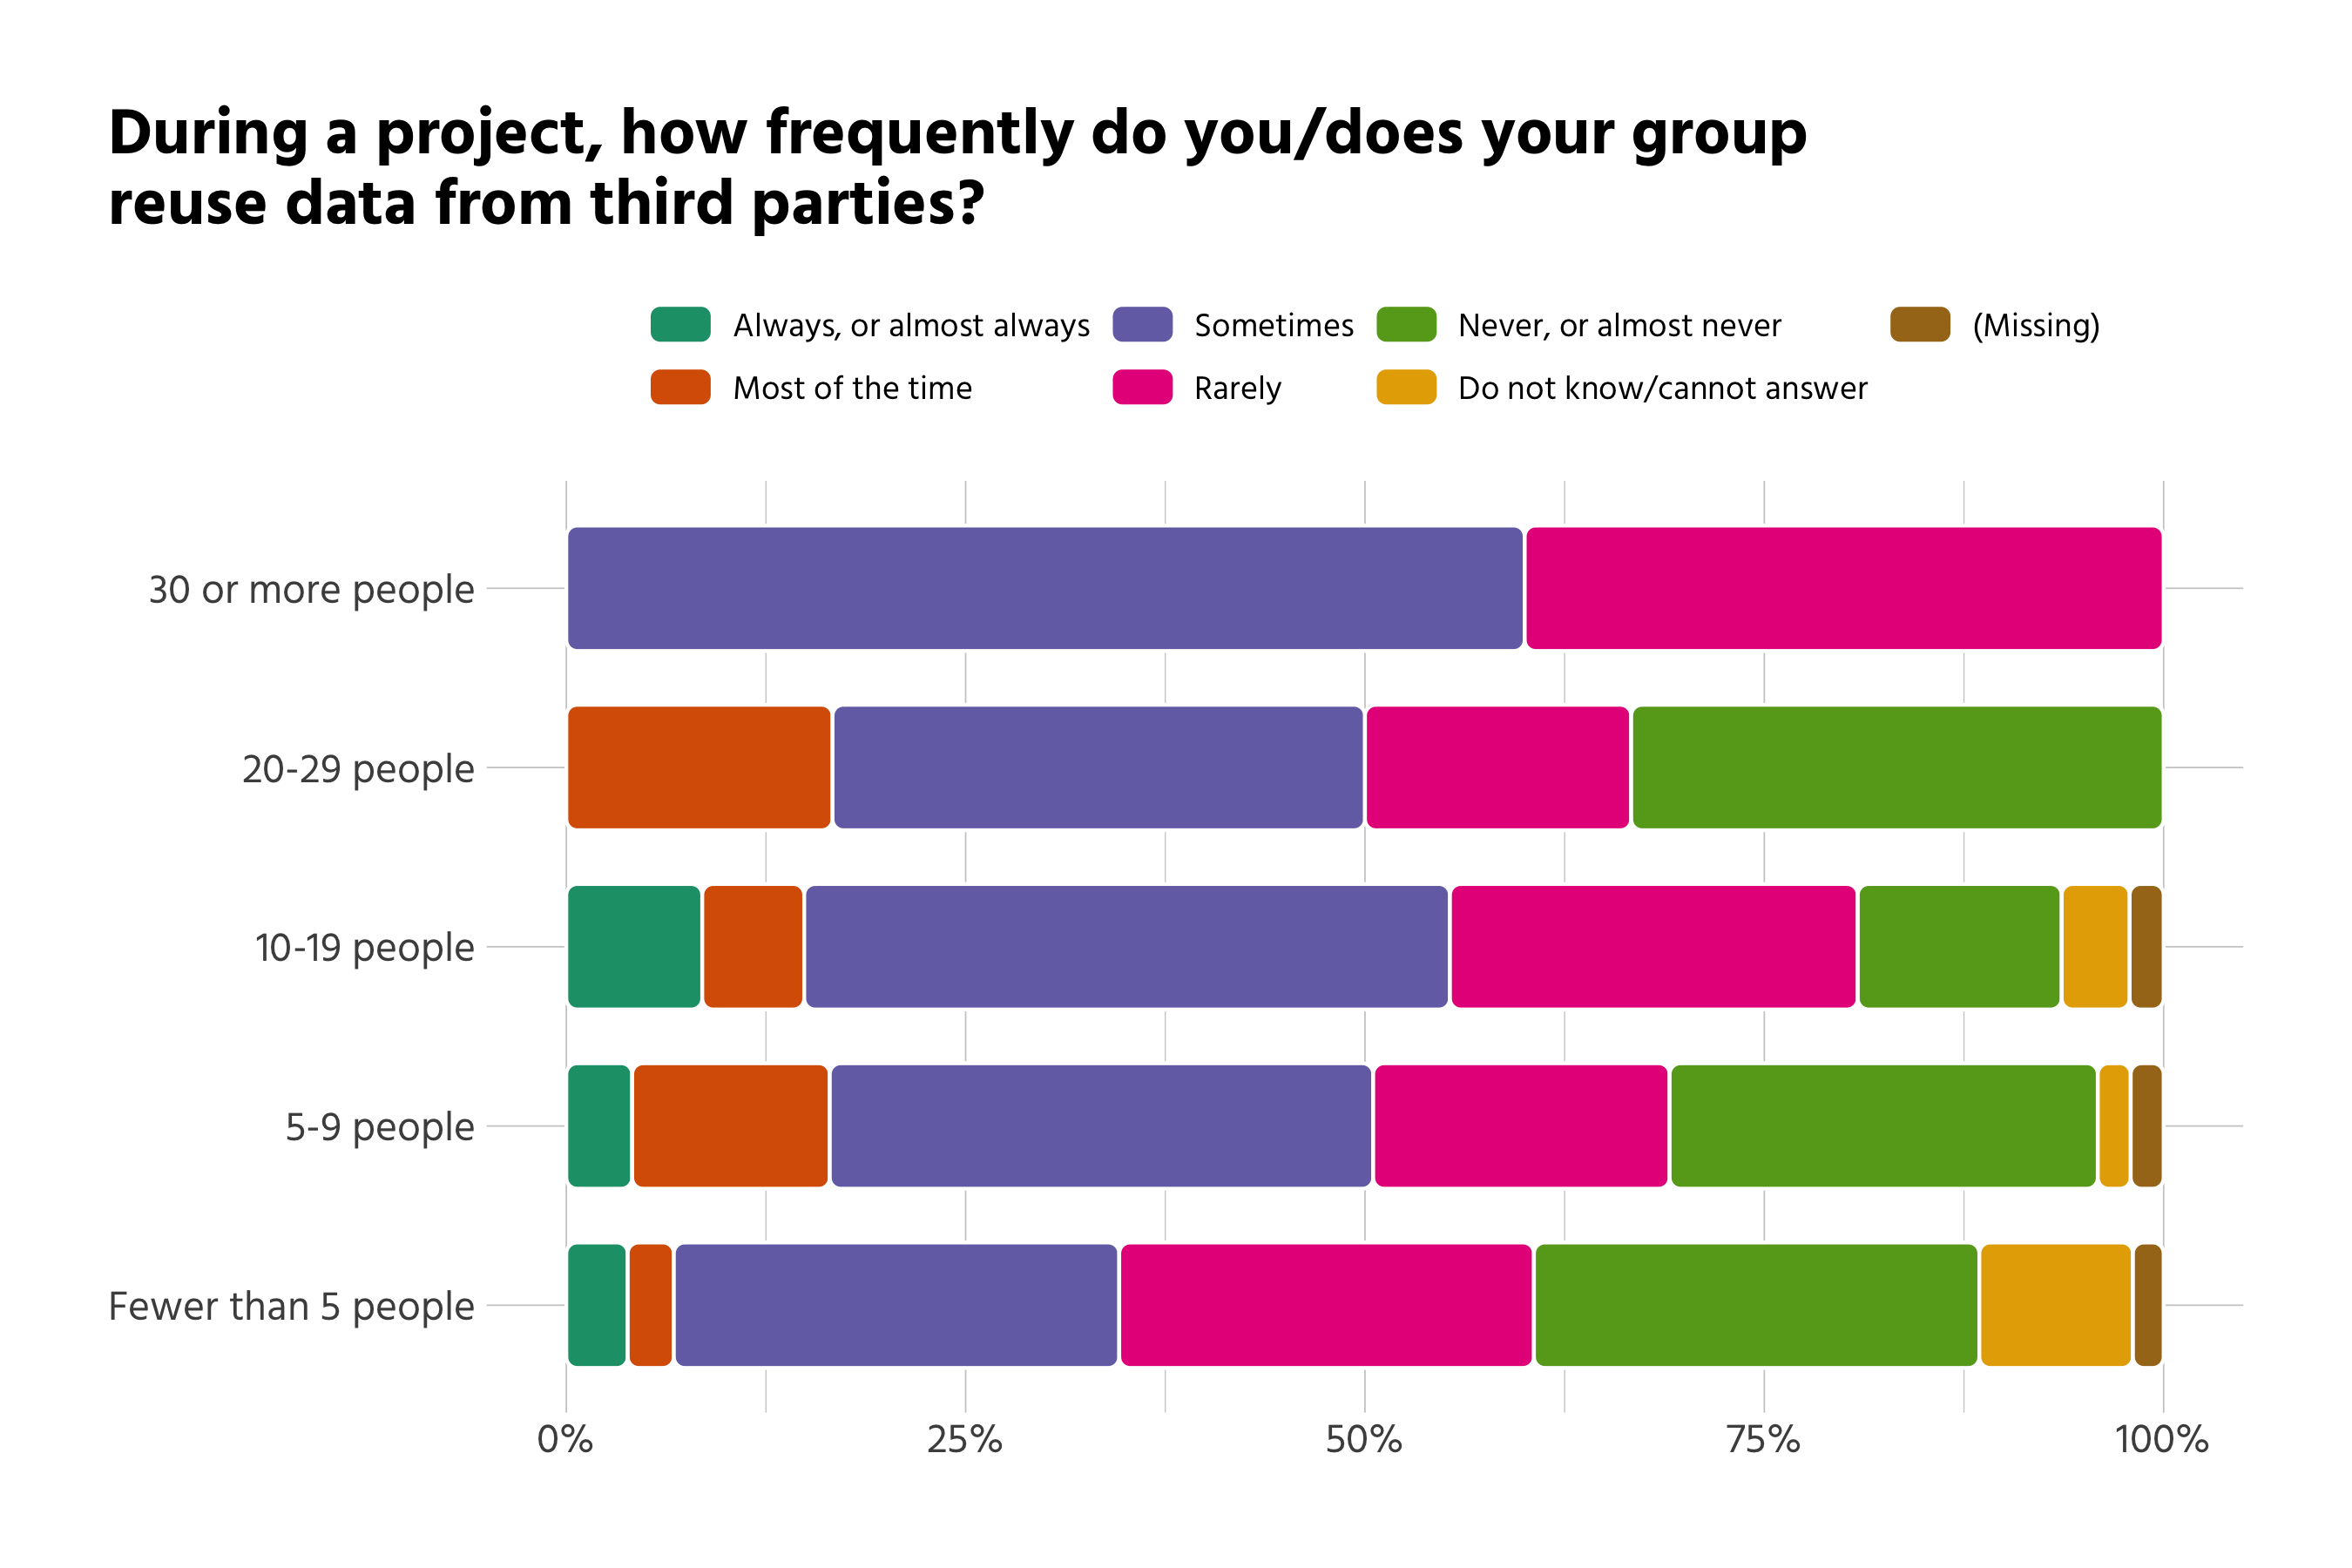 During a project, how frequently do you/does your group
reuse data from third parties?
Always, or almost always
Sometimes
Never, or almost never
(Missing)
Most of the time
Rarely
Do not know/cannot answer
30 or more people
20-29 people
10-19 people
5-9 people
Fewer than 5 people
0%
25%
50%
75%
100%